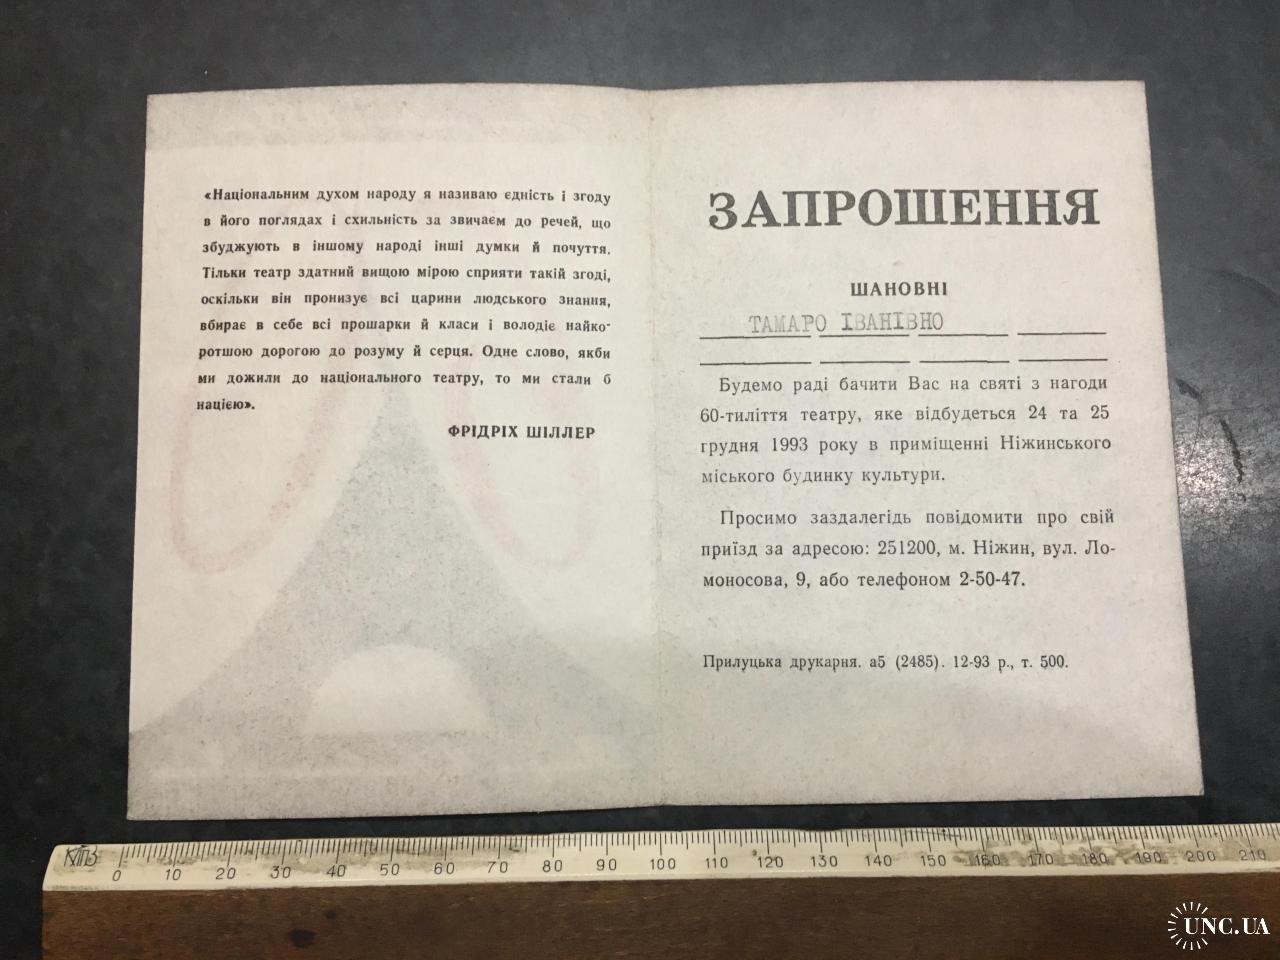 «Національним духом народу я називаю єдність і згоду
в його поглядах і схильність за звичаєм до речей, що
збуджують в іншому народі інші думки й почуття.
Тільки театр здатний вищою мірою сприяти такій згоді,
оскільки він пронизує всі царини людського знання,
вбирає в себе всі прошарки й класи і володіє найко-
ротшою дорогою до розуму й серця. Одне слово, якби
ми дожили до національного театру, то ми стали б
нацією».
ФРІДРІХ ШІЛЛЕР
ЗАПРОШЕННЯ
ШАНОВНІ
ТАМАРО ІВАНІВНО
Будемо раді бачити Вас на святі з нагоди
60-тиліття театру, яке відбудеться 24 та 25
грудня 1993 року в приміщенні Ніжинського
міського будинку культури.
Просимо заздалегідь повідомити про свій
приїзд за адресою: 251200, м. Ніжин, вул. Ло-
моносова, 9, або телефоном 2-50-47.
Прилуцька друкарня. а5 (2485). 12-93 р., т. 500.
0 10 20 30 40 50 60 70 80 90 100 110 120 130 140 150 160 170 180 190 200 210
UNC.UA